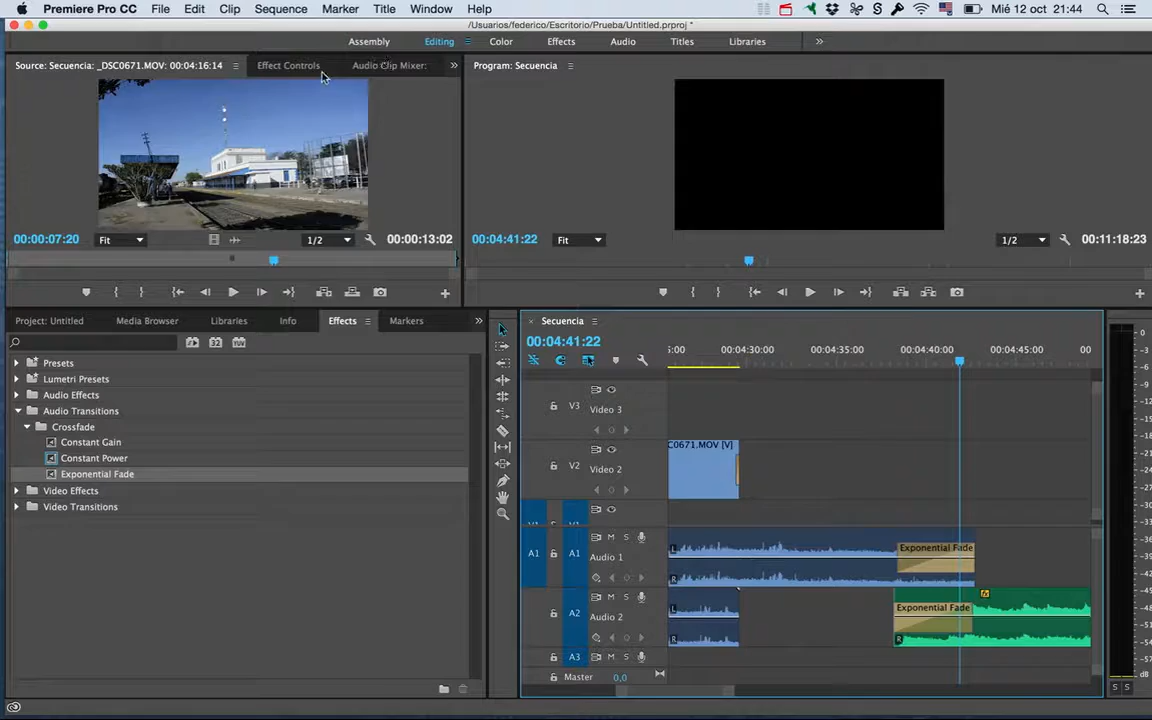 Premiere Pro CC File Edit Clip Sequence Marker Title Window Help Mié 12 oct 21:44
/Usuarios/federico/Escritorio/Prueba/Untitled.prproj *
Assembly Editing Color Effects Audio Titles Libraries
Source: Secuencia: _DSC0671.MOV: 00:04:16:14 Effect Controls Audio Clip Mixer: Program: Secuencia
00:00:07:20 Fit 1/2 00:00:13:02 00:04:41:22 Fit 1/2 00:11:18:23
Project: Untitled Media Browser Libraries Info Effects Markers
Presets
Lumetri Presets
Audio Effects
Audio Transitions
Crossfade
Constant Gain
Constant Power
Exponential Fade
Video Effects
Video Transitions
Secuencia
00:04:41:22
00:04:30:00 00:04:35:00 00:04:40:00 00:04:45:00 00
V3 Video 3
C0671.MOV [V]
V2 Video 2
A1 A1 M S Audio 1
L R
Exponential Fade
A2 M S Audio 2
L R
Exponential Fade
fx
R
A3 M S
Master 0,0
0
-3
-6
-9
S S dB